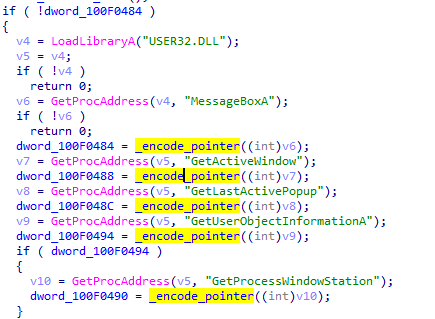 if ( !dword_100F0484 )
{
v4 = LoadLibraryA("USER32.DLL");
v5 = v4;
if ( !v4 )
return 0;
v6 = GetProcAddress(v4, "MessageBoxA");
if ( !v6 )
return 0;
dword_100F0484 = _encode_pointer((int)v6);
v7 = GetProcAddress(v5, "GetActiveWindow");
dword_100F0488 = _encode_pointer((int)v7);
v8 = GetProcAddress(v5, "GetLastActivePopup");
dword_100F048C = _encode_pointer((int)v8);
v9 = GetProcAddress(v5, "GetUserObjectInformationA");
dword_100F0494 = _encode_pointer((int)v9);
if ( dword_100F0494 )
{
v10 = GetProcAddress(v5, "GetProcessWindowStation");
dword_100F0490 = _encode_pointer((int)v10);
}